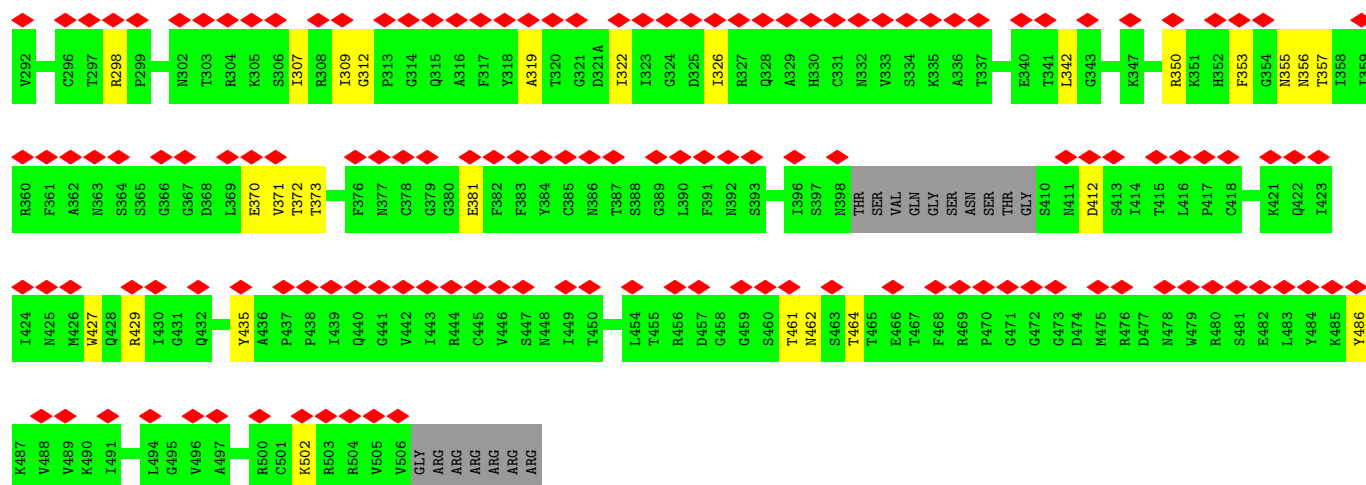 V292 C296 T297 R298 P299 N302 T303 R304 K305 S306 I307 R308 I309 G312 P313 G314 Q315 A316 F317 Y318 A319 T320 G321 D321A I322 I323 G324 D325 I326 R327 Q328 A329 H330 C331 N332 V333 S334 K335 A336 T337 E340 T341 L342 G343 K347 R350 K351 H352 F353 G354 N355 N356 T357 I358 I359
R360 F361 A362 N363 S364 S365 G366 G367 D368 L369 E370 V371 T372 T373 F376 N377 C378 G379 G380 E381 F382 F383 Y384 C385 N386 T387 S388 G389 L390 F391 N392 S393 I396 S397 N398 THR SER VAL GLN GLY SER ASN SER THR GLY S410 N411 D412 S413 I414 T415 L416 P417 C418 K421 Q422 I423
I424 N425 M426 W427 Q428 R429 I430 G431 Q432 Y435 A436 P437 P438 I439 Q440 G441 V442 I443 R444 C445 V446 S447 N448 I449 T450 L454 T455 R456 D457 G458 G459 S460 T461 N462 S463 T464 T465 E466 T467 F468 R469 P470 G471 G472 G473 D474 M475 R476 D477 N478 W479 R480 S481 E482 L483 Y484 K485 Y486
K487 V488 V489 K490 I491 L494 G495 V496 A497 R500 C501 K502 R503 R504 V505 V506 GLY ARG ARG ARG ARG ARG ARG